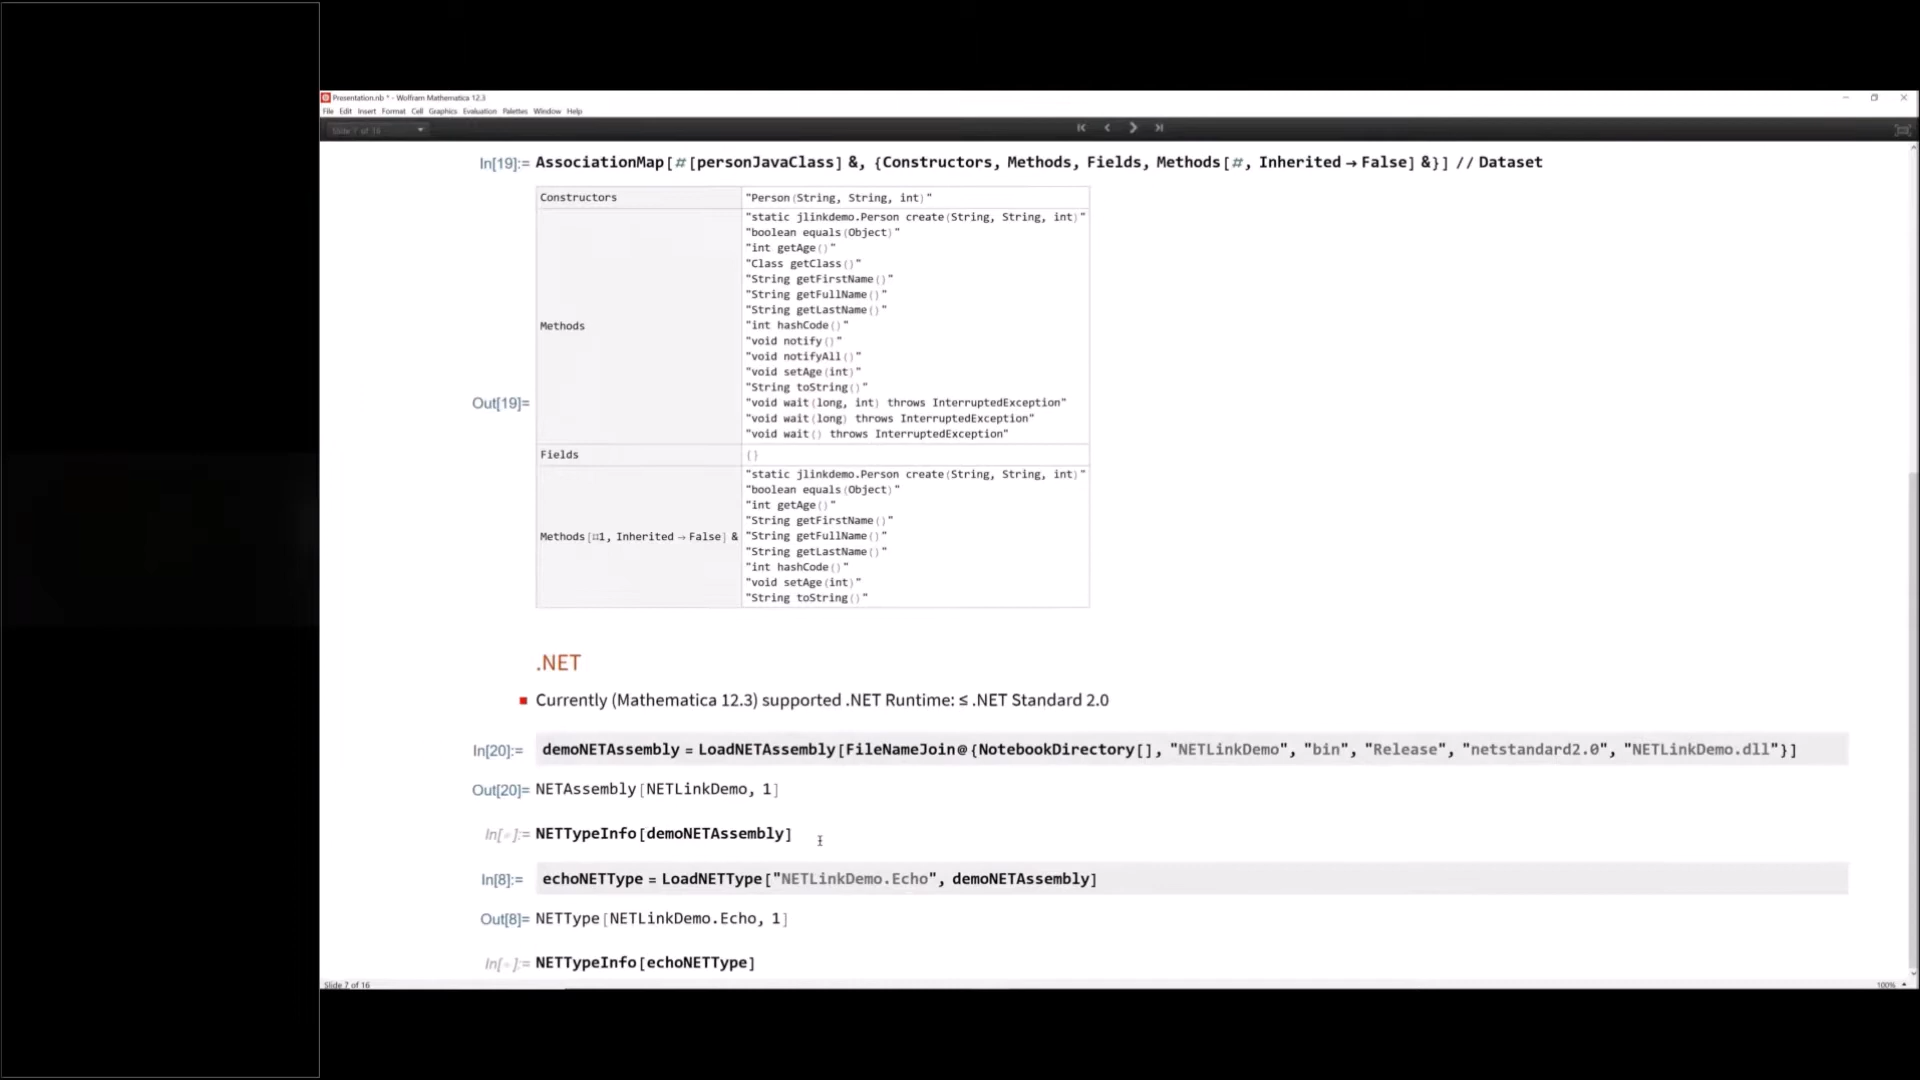 Presentation.nb * - Wolfram Mathematica 12.3
File Edit Insert Format Cell Graphics Evaluation Palettes Window Help
Slide 7 of 16
In[19]:= AssociationMap[#[personJavaClass] &, {Constructors, Methods, Fields, Methods[#, Inherited → False] &}] // Dataset
Constructors "Person(String, String, int)"
"static jlinkdemo.Person create(String, String, int)"
"boolean equals(Object)"
"int getAge()"
"Class getClass()"
"String getFirstName()"
"String getFullName()"
"String getLastName()"
Methods "int hashCode()"
"void notify()"
"void notifyAll()"
"void setAge(int)"
"String toString()"
Out[19]= "void wait(long, int) throws InterruptedException"
"void wait(long) throws InterruptedException"
"void wait() throws InterruptedException"
Fields {}
"static jlinkdemo.Person create(String, String, int)"
"boolean equals(Object)"
"int getAge()"
"String getFirstName()"
Methods[#1, Inherited → False] & "String getFullName()"
"String getLastName()"
"int hashCode()"
"void setAge(int)"
"String toString()"
.NET
Currently (Mathematica 12.3) supported .NET Runtime: ≤ .NET Standard 2.0
In[20]:= demoNETAssembly = LoadNETAssembly[FileNameJoin@{NotebookDirectory[], "NETLinkDemo", "bin", "Release", "netstandard2.0", "NETLinkDemo.dll"}]
Out[20]= NETAssembly[NETLinkDemo, 1]
In[◦]:= NETTypeInfo[demoNETAssembly]
In[8]:= echoNETType = LoadNETType["NETLinkDemo.Echo", demoNETAssembly]
Out[8]= NETType[NETLinkDemo.Echo, 1]
In[◦]:= NETTypeInfo[echoNETType]
Slide 7 of 16 100%